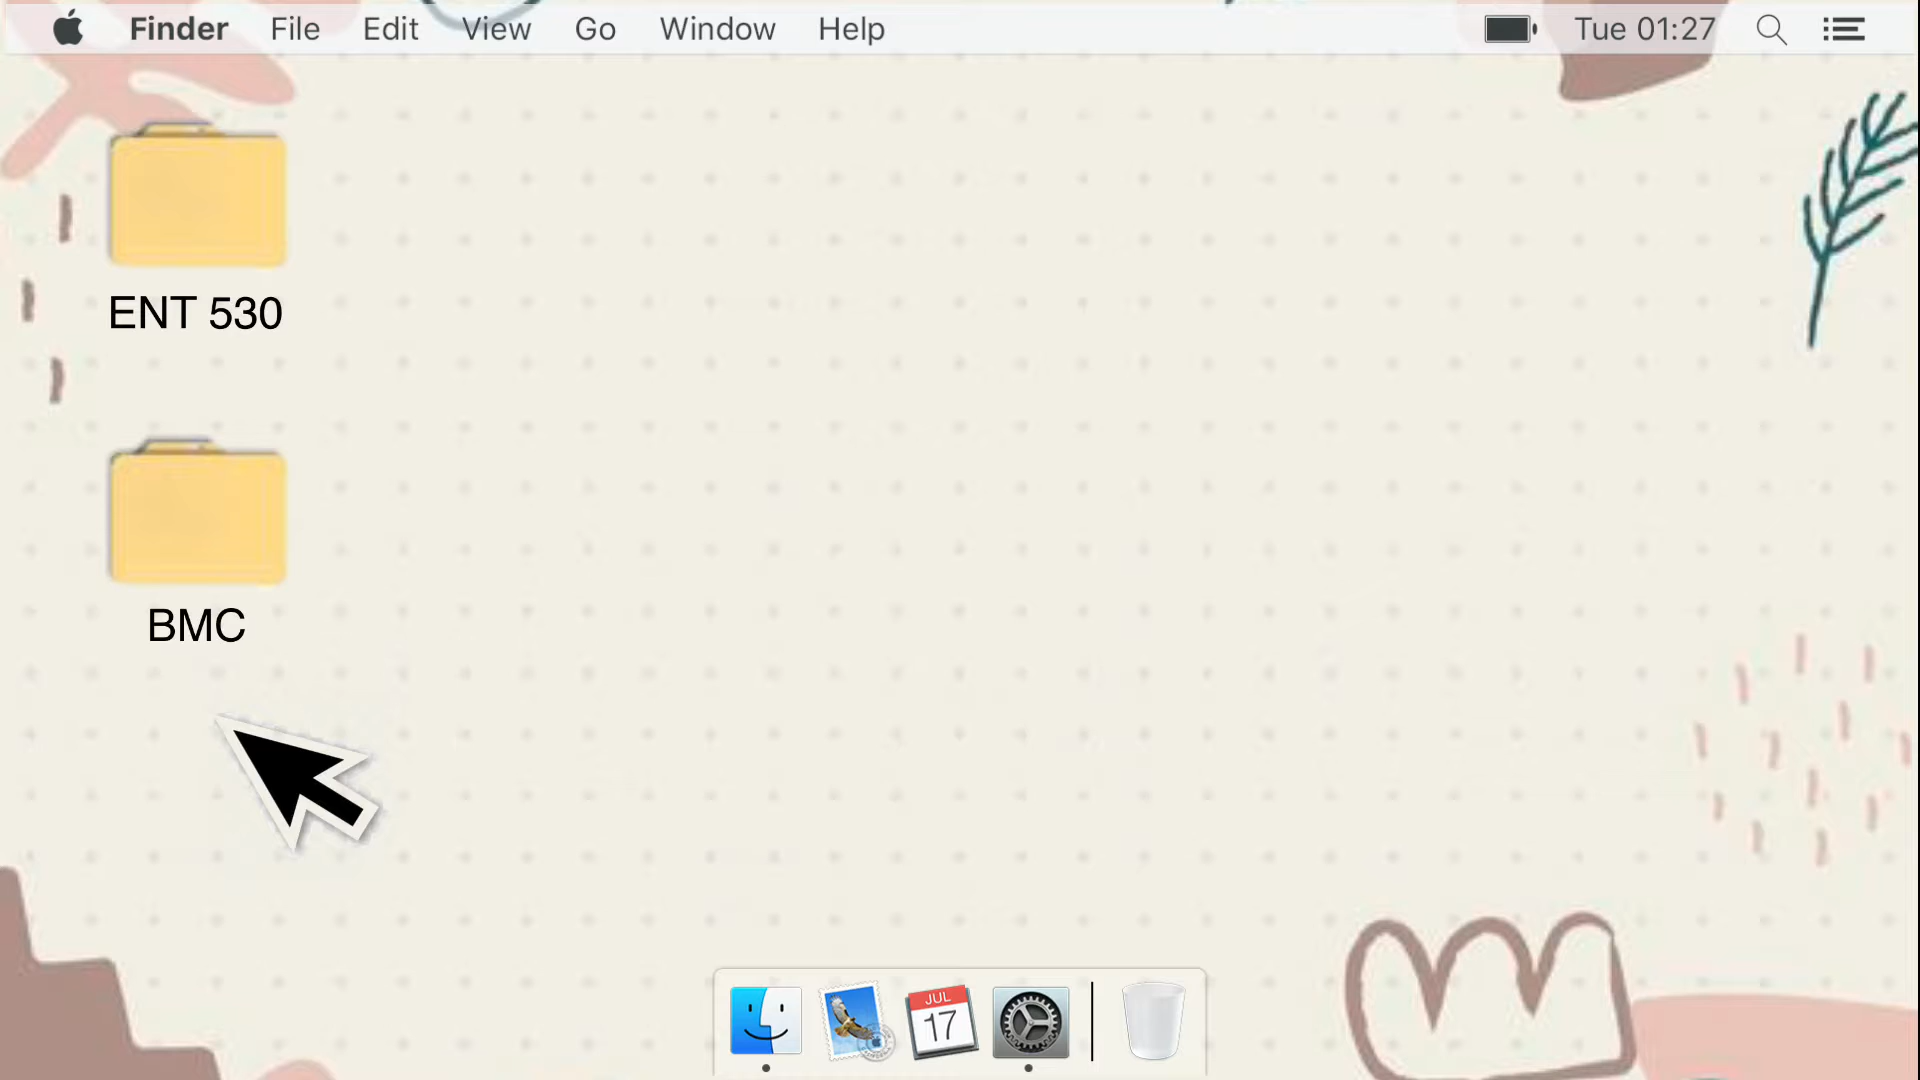 Finder File Edit View Go Window Help Tue 01:27
ENT 530
BMC
JUL
17